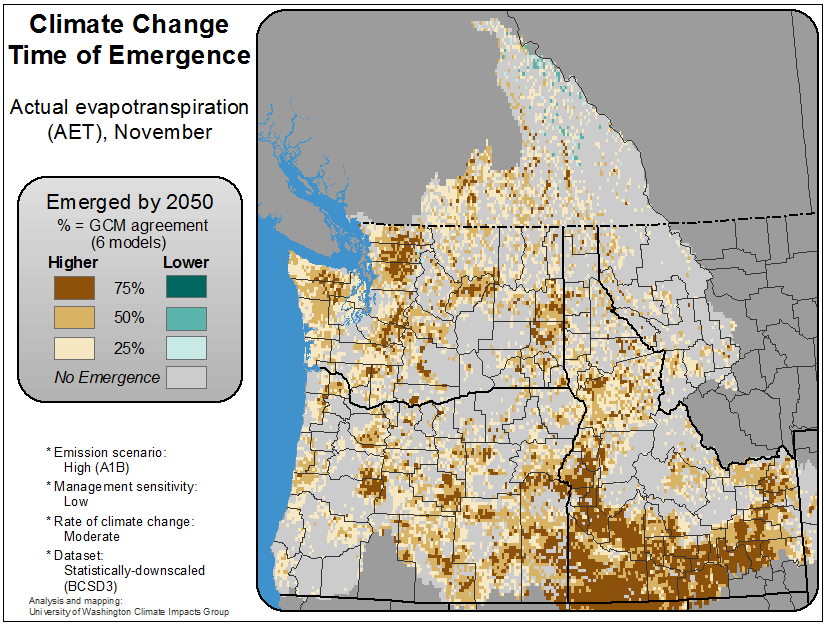 Climate Change
Time of Emergence
Actual evapotranspiration
(AET), November
Emerged by 2050
% = GCM agreement
(6 models)
Higher Lower
75%
50%
25%
No Emergence
* Emission scenario:
High (A1B)
* Management sensitivity:
Low
* Rate of climate change:
Moderate
* Dataset:
Statistically-downscaled
(BCSD3)
Analysis and mapping:
University of Washington Climate Impacts Group